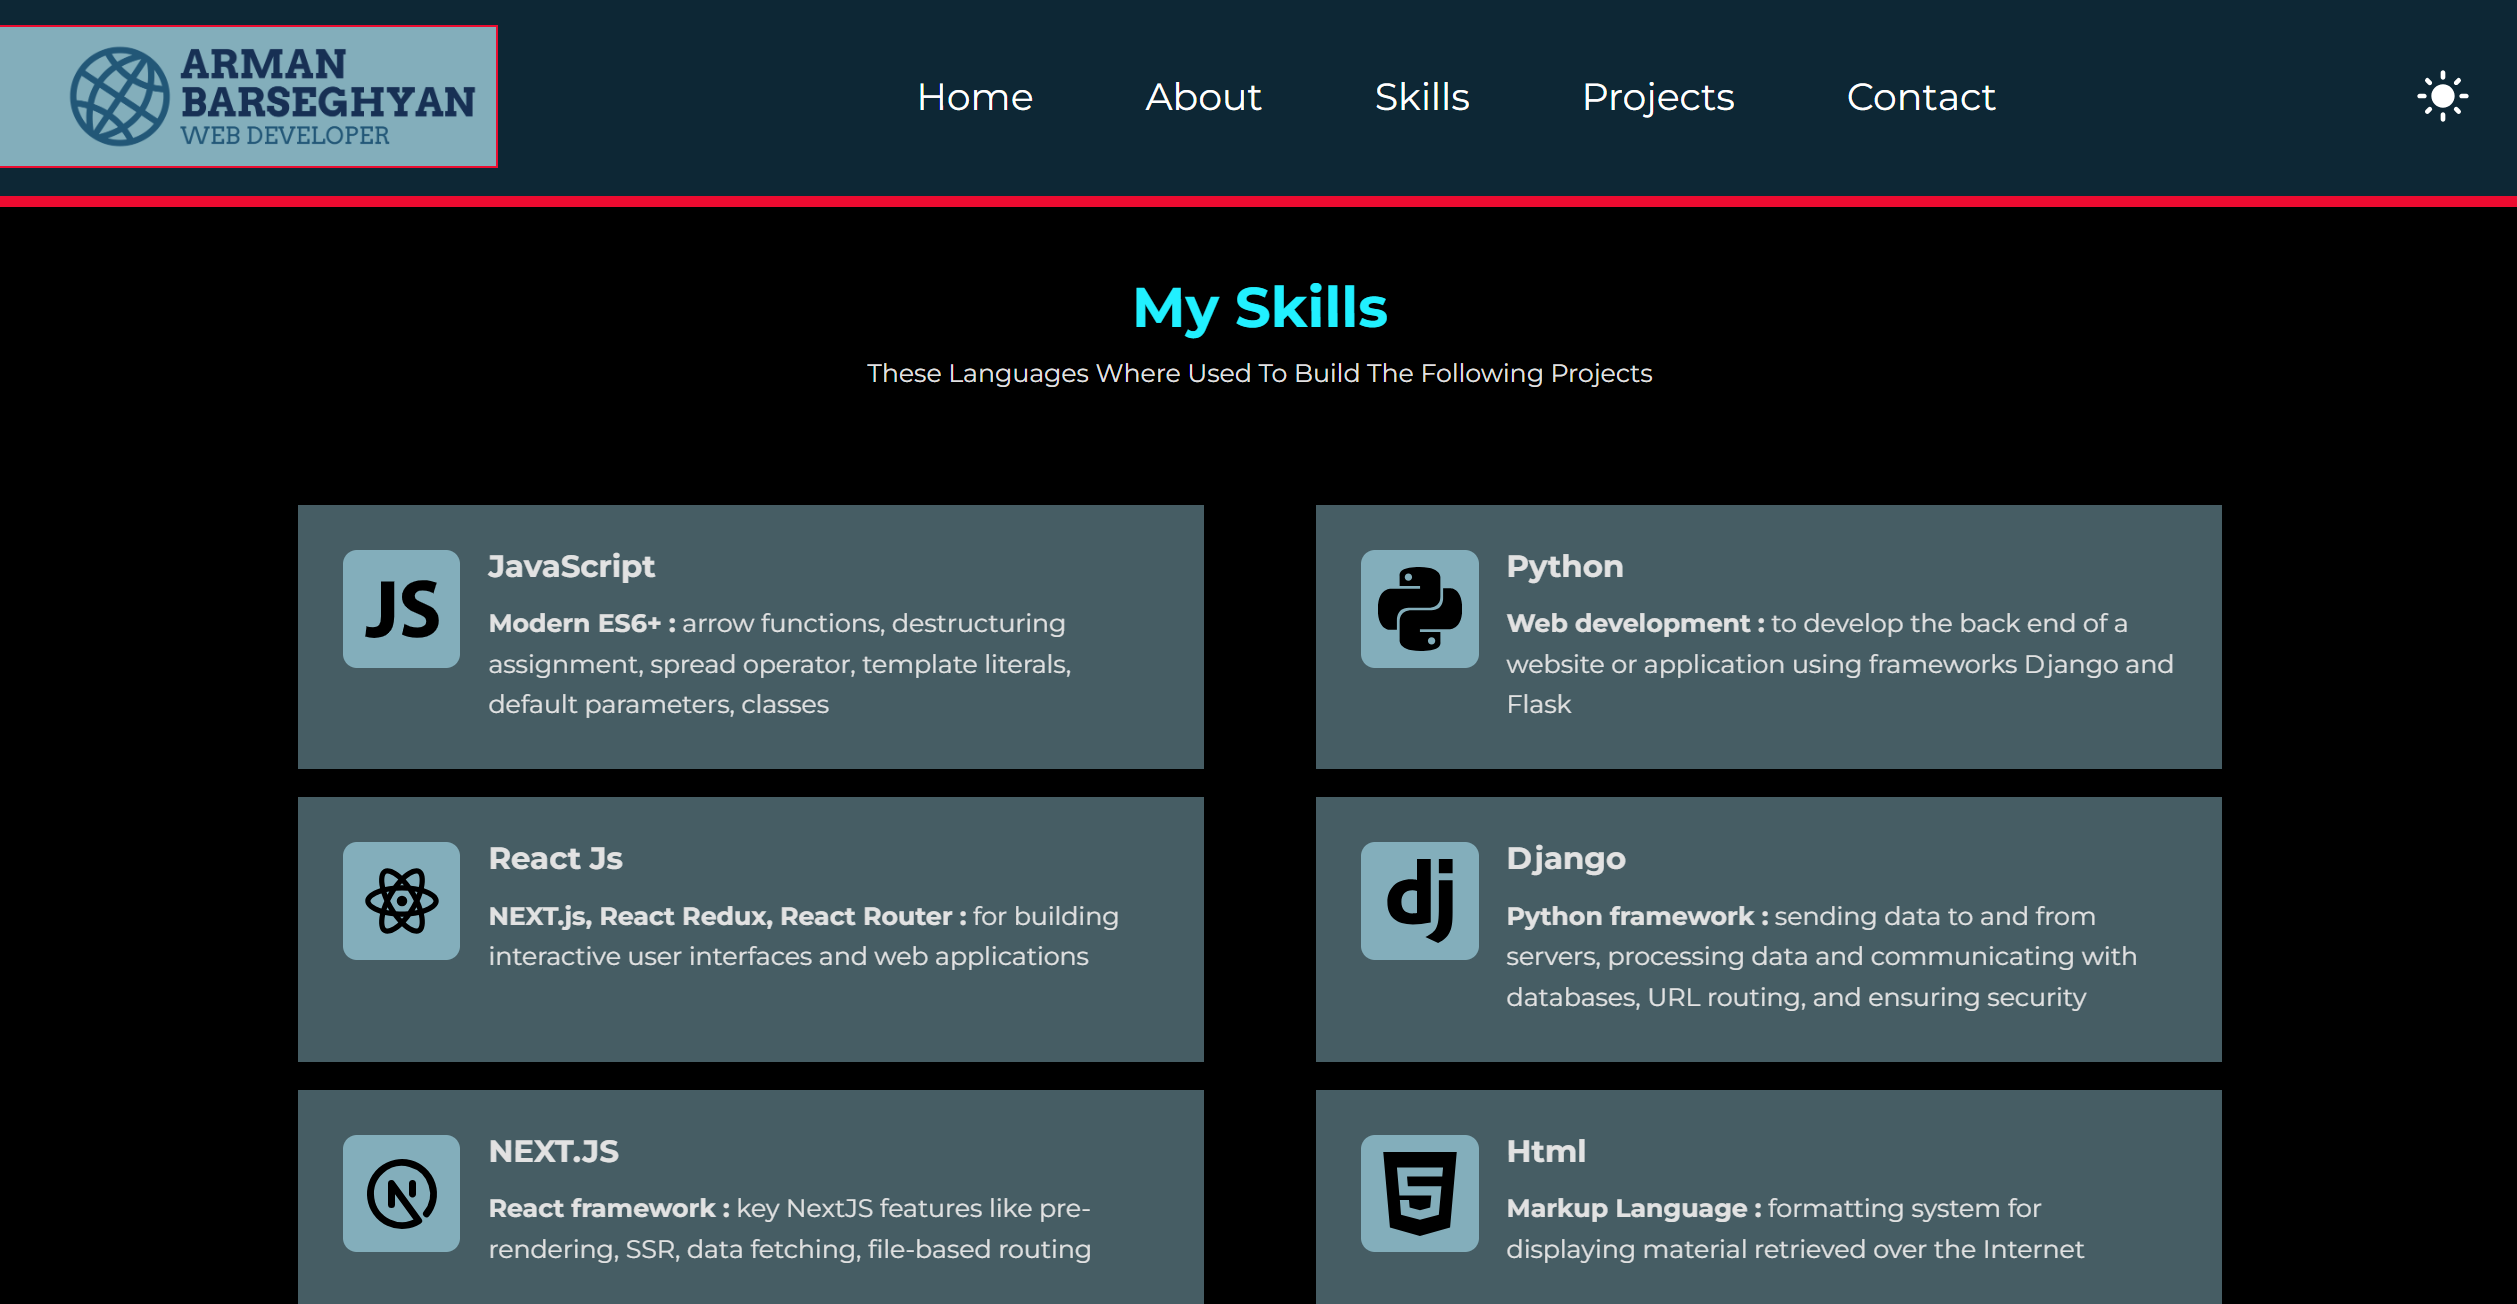 ARMAN
BARSEGHYAN
WEB DEVELOPER
Home About Skills Projects Contact
My Skills
These Languages Where Used To Build The Following Projects
JS
JavaScript
Modern ES6+ : arrow functions, destructuring
assignment, spread operator, template literals,
default parameters, classes
Python
Web development : to develop the back end of a
website or application using frameworks Django and
Flask
React Js
NEXT.js, React Redux, React Router : for building
interactive user interfaces and web applications
dj
Django
Python framework : sending data to and from
servers, processing data and communicating with
databases, URL routing, and ensuring security
N
NEXT.JS
React framework : key NextJS features like pre-
rendering, SSR, data fetching, file-based routing
5
Html
Markup Language : formatting system for
displaying material retrieved over the Internet